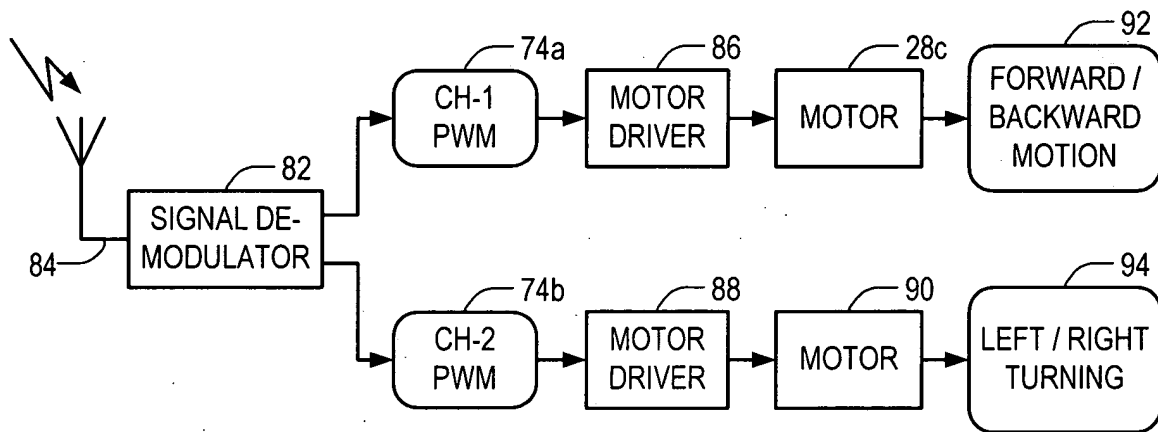 74a
86
28c
92
CH-1
PWM
MOTOR
DRIVER
MOTOR
FORWARD /
BACKWARD
MOTION
82
SIGNAL DE-
MODULATOR
84
74b
88
90
94
CH-2
PWM
MOTOR
DRIVER
MOTOR
LEFT / RIGHT
TURNING